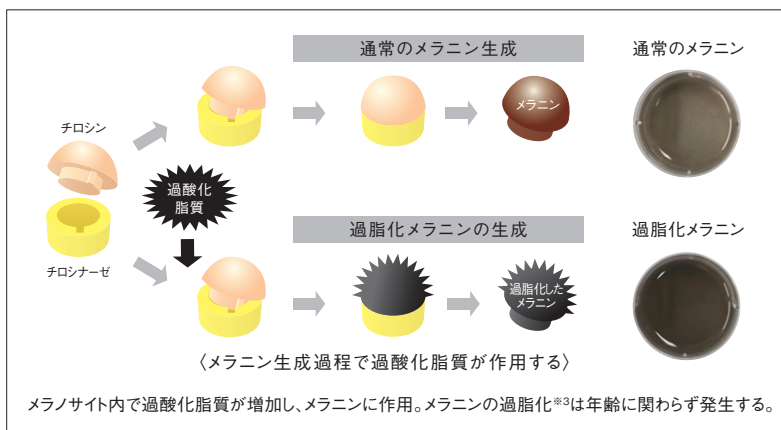 通常のメラニン生成
通常のメラニン
チロシン
メラニン
過酸化
脂質
チロシナーゼ
過脂化メラニンの生成
過脂化メラニン
過脂化した
メラニン
〈メラニン生成過程で過酸化脂質が作用する〉
メラノサイト内で過酸化脂質が増加し、メラニンに作用。メラニンの過脂化※3は年齢に関わらず発生する。